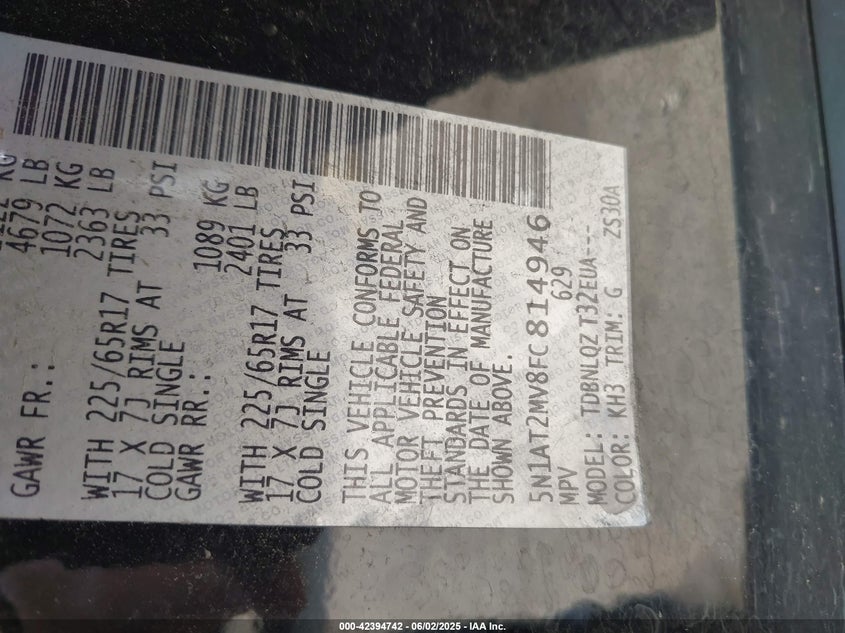 4679 LB
GAWR FR.: 1072 KG
2363 LB
WITH 225/65R17 TIRES
17 X 7J RIMS AT 33 PSI
COLD SINGLE
GAWR RR.: 1089 KG
2401 LB
WITH 225/65R17 TIRES
17 X 7J RIMS AT 33 PSI
COLD SINGLE
THIS VEHICLE CONFORMS TO
ALL APPLICABLE FEDERAL
MOTOR VEHICLE SAFETY AND
THEFT PREVENTION
STANDARDS IN EFFECT ON
THE DATE OF MANUFACTURE
SHOWN ABOVE.
5N1AT2MV8FC814946
MPV 629
MODEL: TDBNLQZ T32EUA---
COLOR: KH3 TRIM: G ZS30A
000-42394742 - 06/02/2025 - IAA Inc.